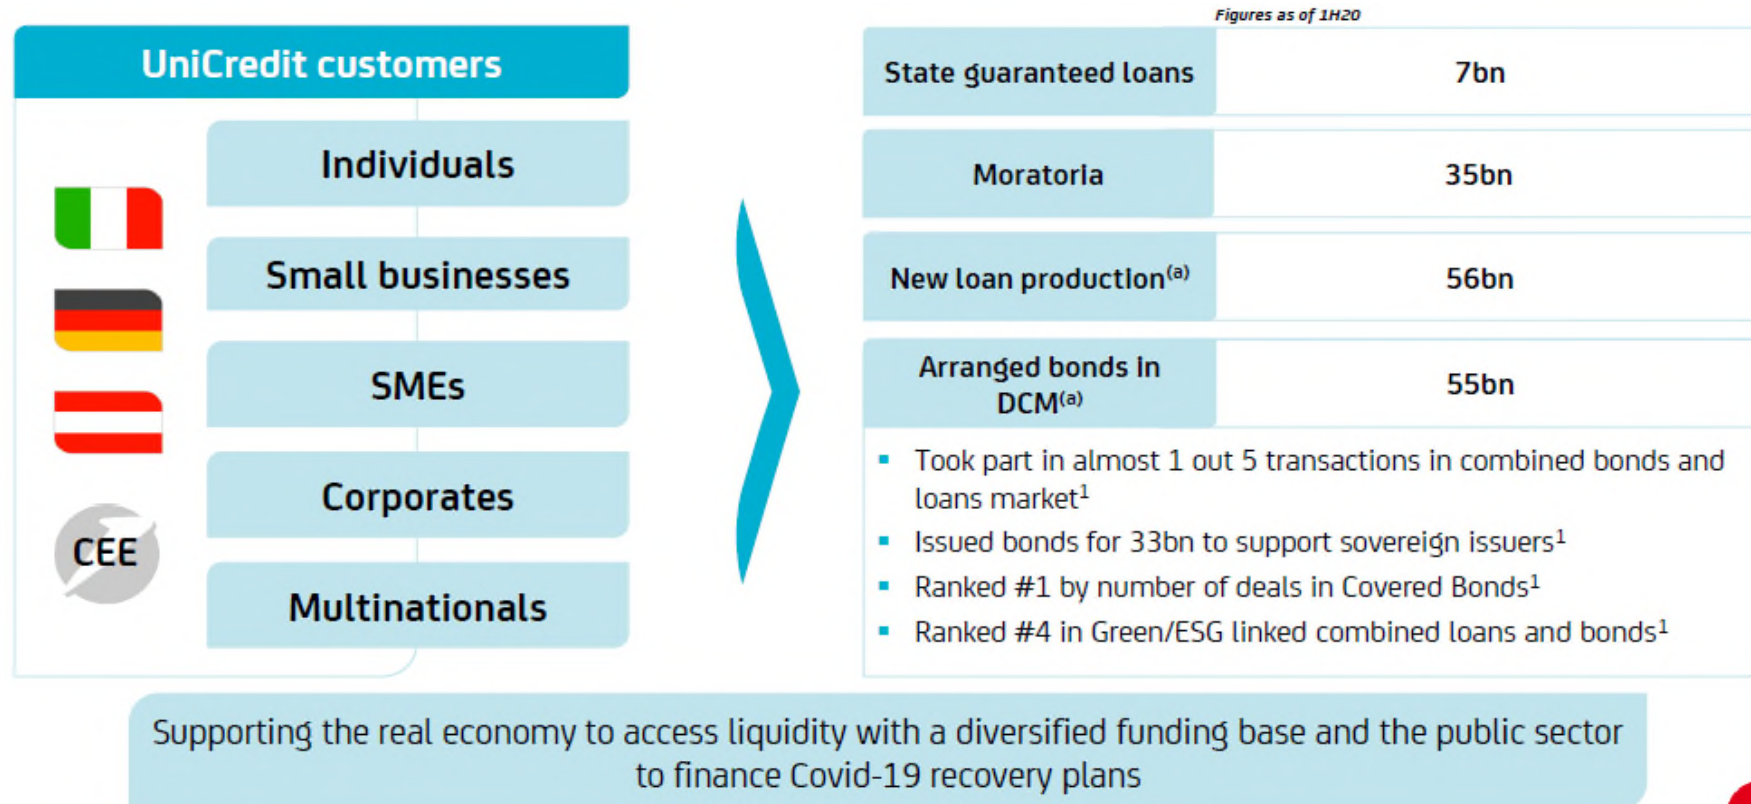 Figures as of 1H20
UniCredit customers
Individuals
Small businesses
SMEs
Corporates
Multinationals
CEE
State guaranteed loans
7bn
Moratoria
35bn
New loan production(a)
56bn
Arranged bonds in
DCM(a)
55bn
▪ Took part in almost 1 out 5 transactions in combined bonds and
loans market¹
▪ Issued bonds for 33bn to support sovereign issuers¹
▪ Ranked #1 by number of deals in Covered Bonds¹
▪ Ranked #4 in Green/ESG linked combined loans and bonds¹
Supporting the real economy to access liquidity with a diversified funding base and the public sector
to finance Covid-19 recovery plans